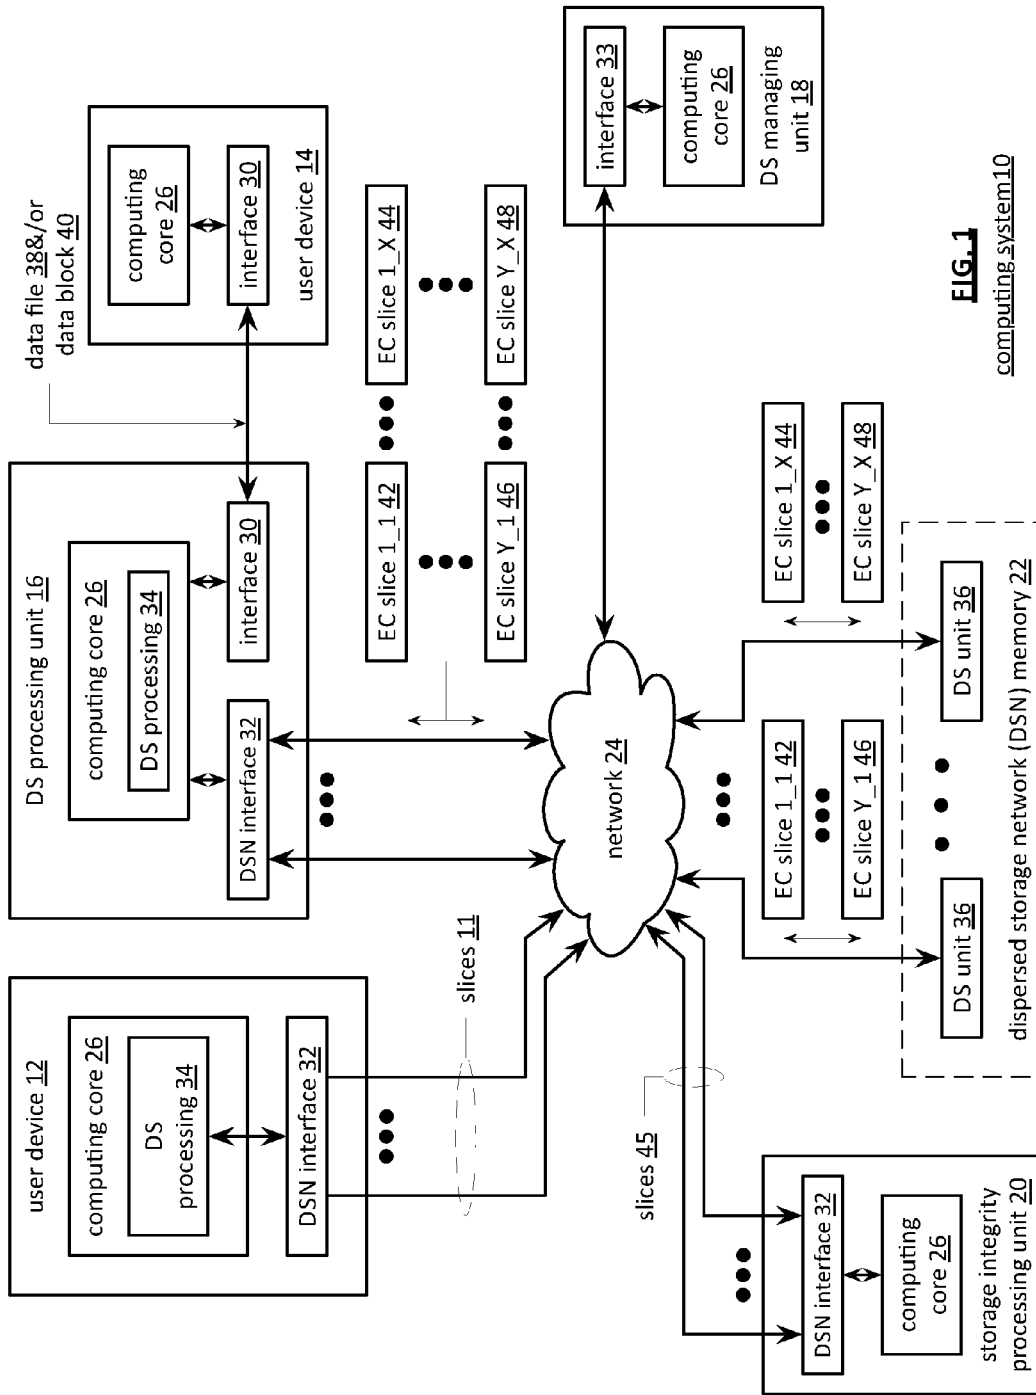 user device 12
computing core 26
DS
processing 34
DSN interface 32
slices 11
DS processing unit 16
computing core 26
DS processing 34
DSN interface 32
interface 30
data file 38&/or
data block 40
computing
core 26
interface 30
user device 14
EC slice 1_1 42
EC slice 1_X 44
EC slice Y_1 46
EC slice Y_X 48
network 24
interface 33
computing
core 26
DS managing
unit 18
slices 45
DSN interface 32
computing
core 26
storage integrity
processing unit 20
EC slice 1_1 42
EC slice Y_1 46
EC slice 1_X 44
EC slice Y_X 48
DS unit 36
DS unit 36
dispersed storage network (DSN) memory 22
FIG. 1
computing system10